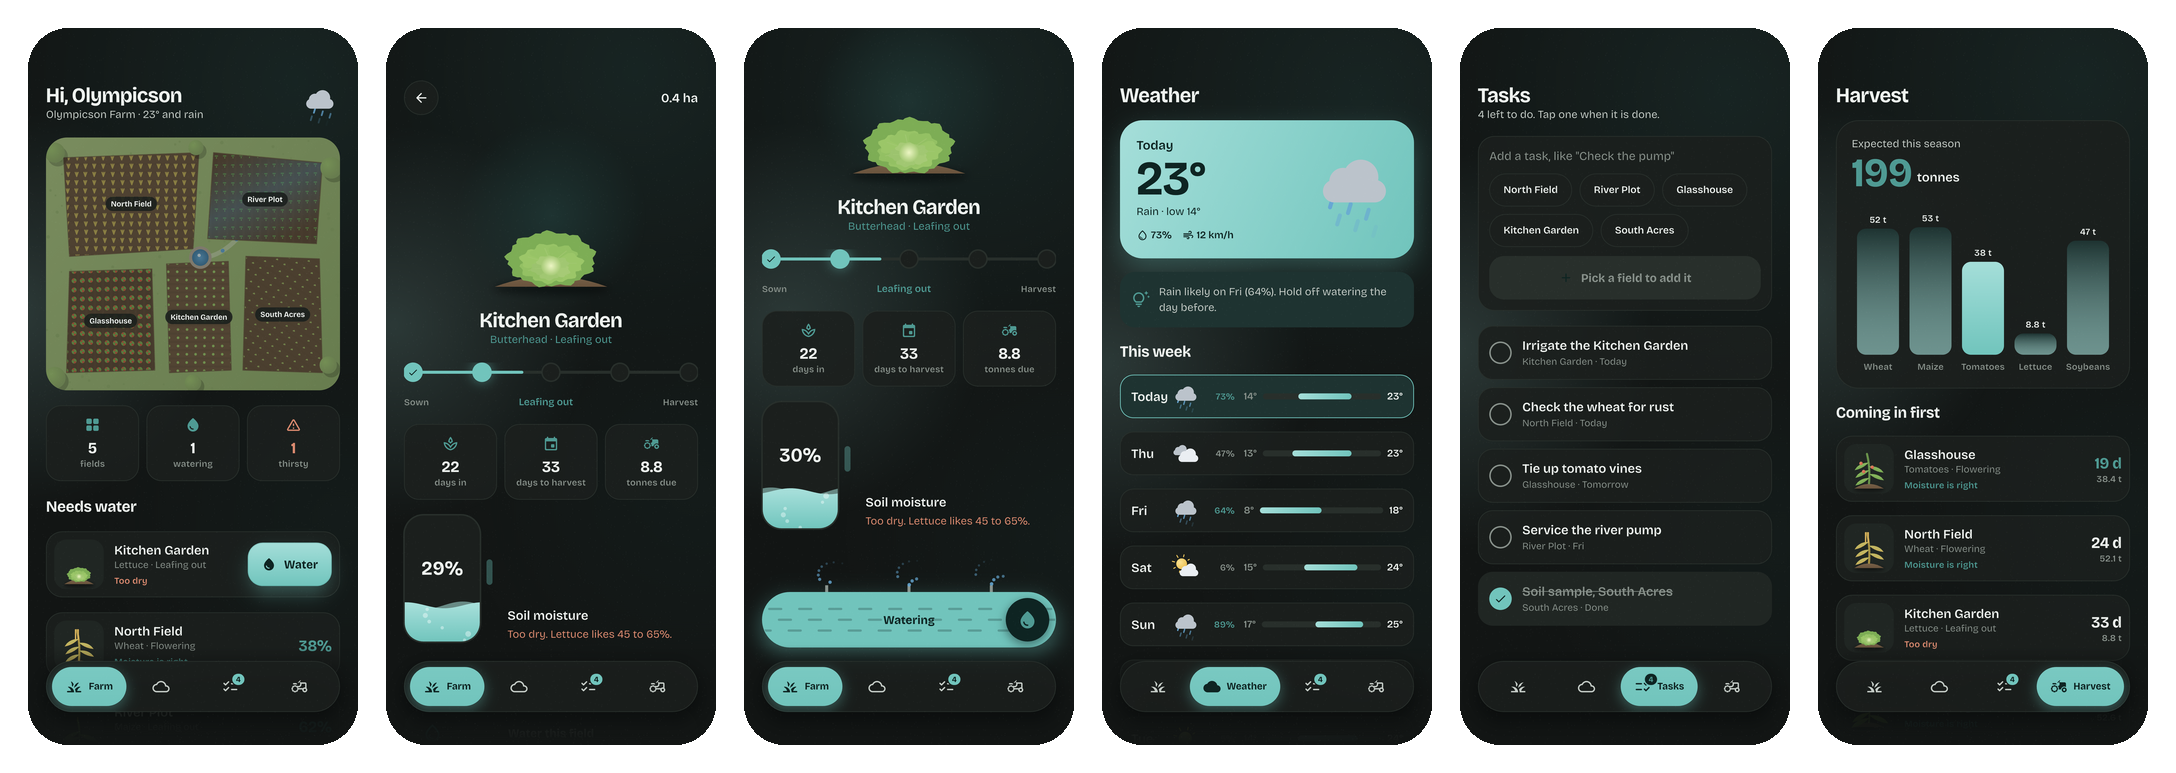 Hi, Olympicson
Olympicson Farm · 23° and rain
North Field
River Plot
Glasshouse
Kitchen Garden
South Acres
5
fields
1
watering
1
thirsty
Needs water
Kitchen Garden
Lettuce · Leafing out
Too dry
Water
North Field
Wheat · Flowering
38%
Moisture is right
Farm
4
River Plot
0.4 ha
Kitchen Garden
Butterhead · Leafing out
Sown
Leafing out
Harvest
22
days in
33
days to harvest
8.8
tonnes due
29%
Soil moisture
Too dry. Lettuce likes 45 to 65%.
Farm
4
Water this field
Kitchen Garden
Butterhead · Leafing out
Sown
Leafing out
Harvest
22
days in
33
days to harvest
8.8
tonnes due
30%
Soil moisture
Too dry. Lettuce likes 45 to 65%.
Watering
Farm
4
Weather
Today
23°
Rain · low 14°
73% 12 km/h
Rain likely on Fri (64%). Hold off watering the
day before.
This week
Today 73% 14° 23°
Thu 47% 13° 23°
Fri 64% 8° 18°
Sat 6% 15° 24°
Sun 89% 17° 25°
Weather
4
Tasks
4 left to do. Tap one when it is done.
Add a task, like "Check the pump"
North Field
River Plot
Glasshouse
Kitchen Garden
South Acres
+ Pick a field to add it
Irrigate the Kitchen Garden
Kitchen Garden · Today
Check the wheat for rust
North Field · Today
Tie up tomato vines
Glasshouse · Tomorrow
Service the river pump
River Plot · Fri
Soil sample, South Acres
South Acres · Done
4
Tasks
Harvest
Expected this season
199 tonnes
52 t
53 t
38 t
8.8 t
47 t
Wheat
Maize
Tomatoes
Lettuce
Soybeans
Coming in first
Glasshouse
Tomatoes · Flowering
Moisture is right
19 d
38.4 t
North Field
Wheat · Flowering
Moisture is right
24 d
52.1 t
Kitchen Garden
Lettuce · Leafing out
Too dry
33 d
8.8 t
4
Harvest